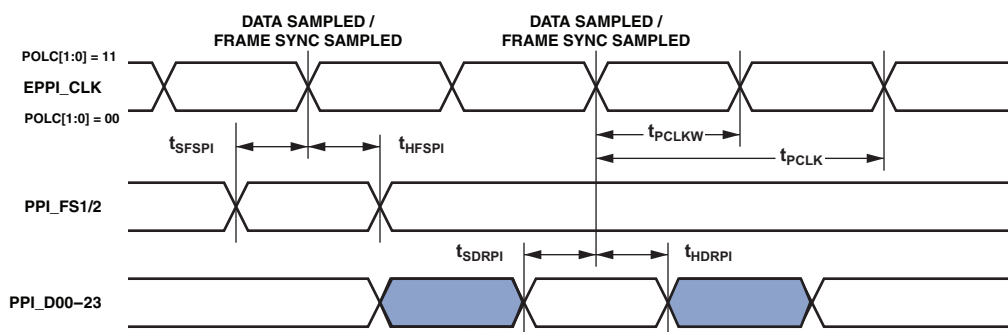 DATA SAMPLED /
FRAME SYNC SAMPLED
DATA SAMPLED /
FRAME SYNC SAMPLED
POLC[1:0] = 11
EPPI_CLK
POLC[1:0] = 00
tSFSPI
tHFSPI
tPCLKW
tPCLK
PPI_FS1/2
tSDRPI
tHDRPI
PPI_D00–23